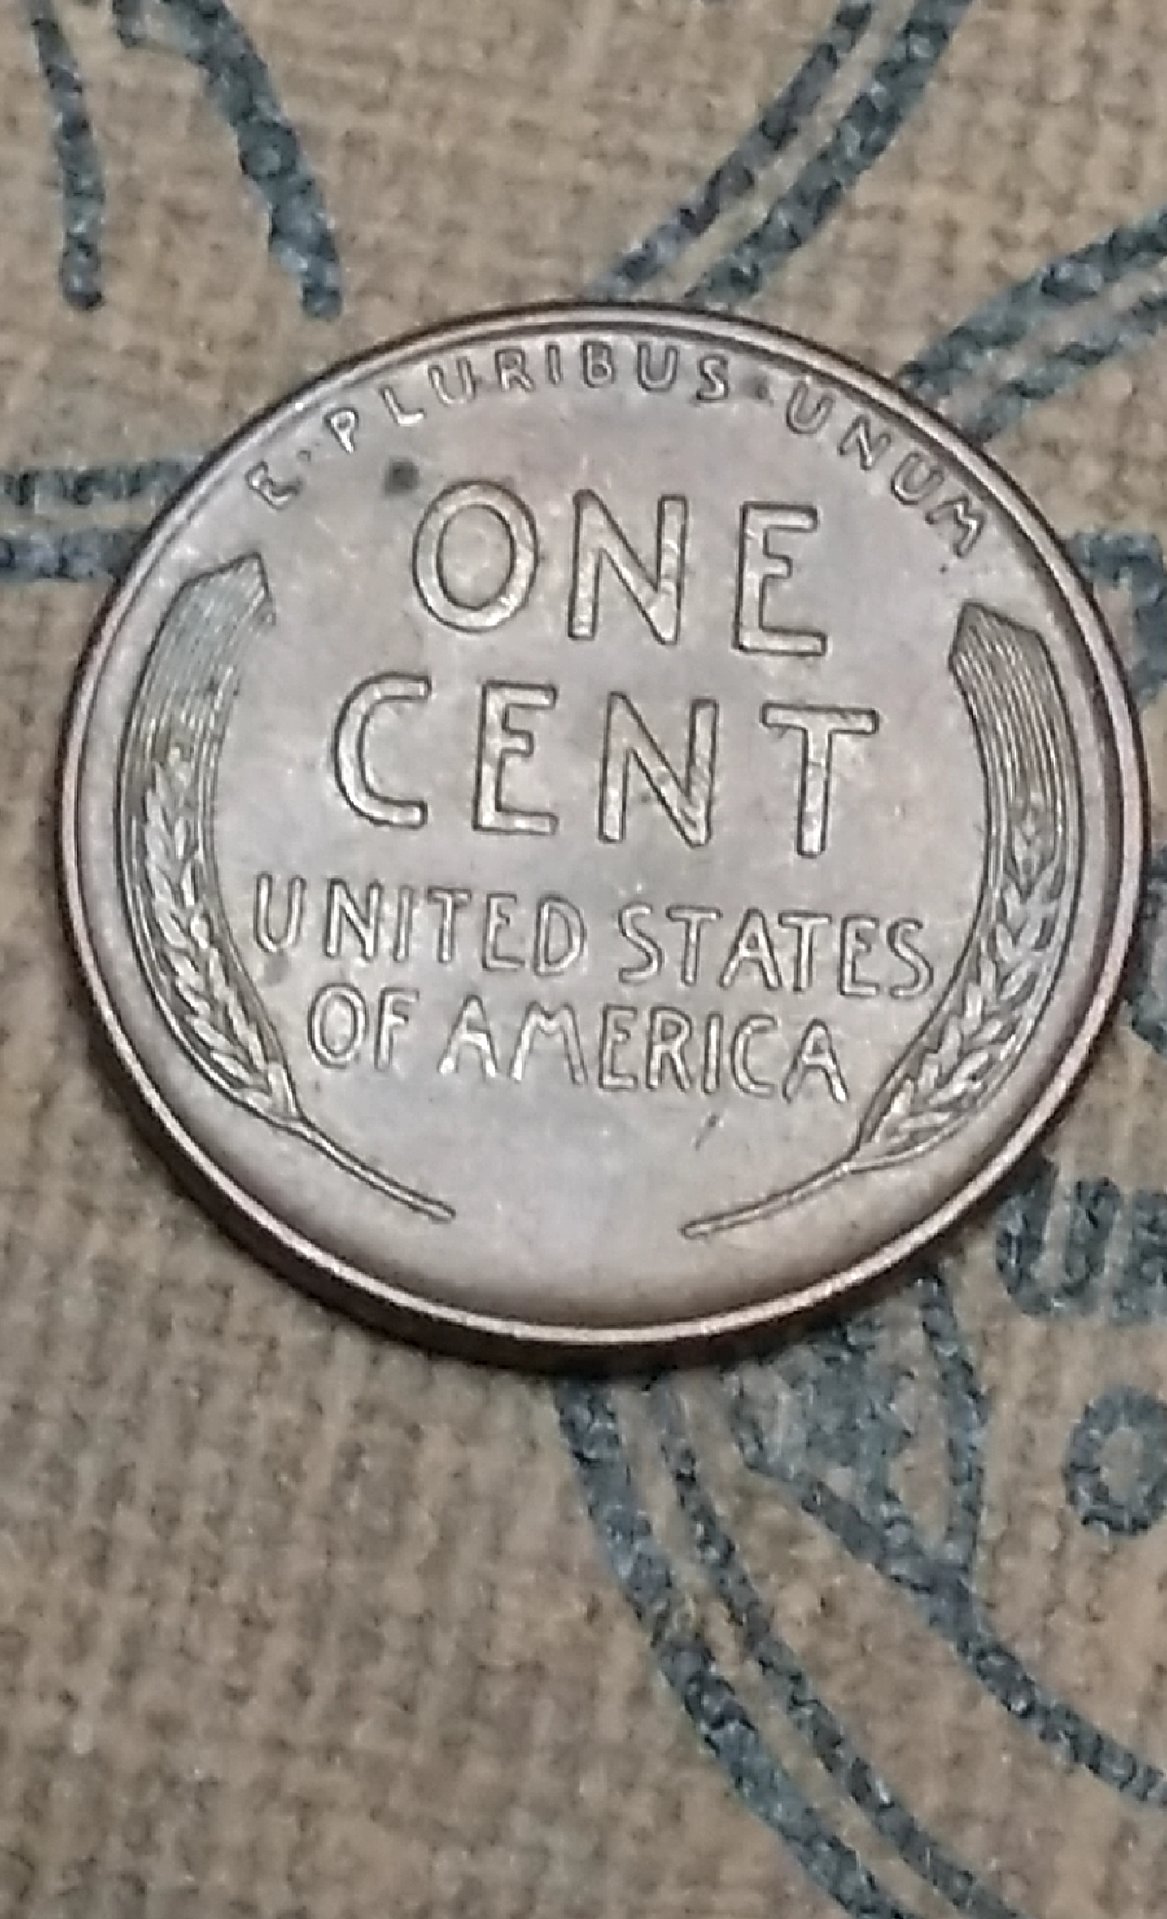 E · PLURIBUS · UNUM
ONE
CENT
UNITED STATES
OF AMERICA